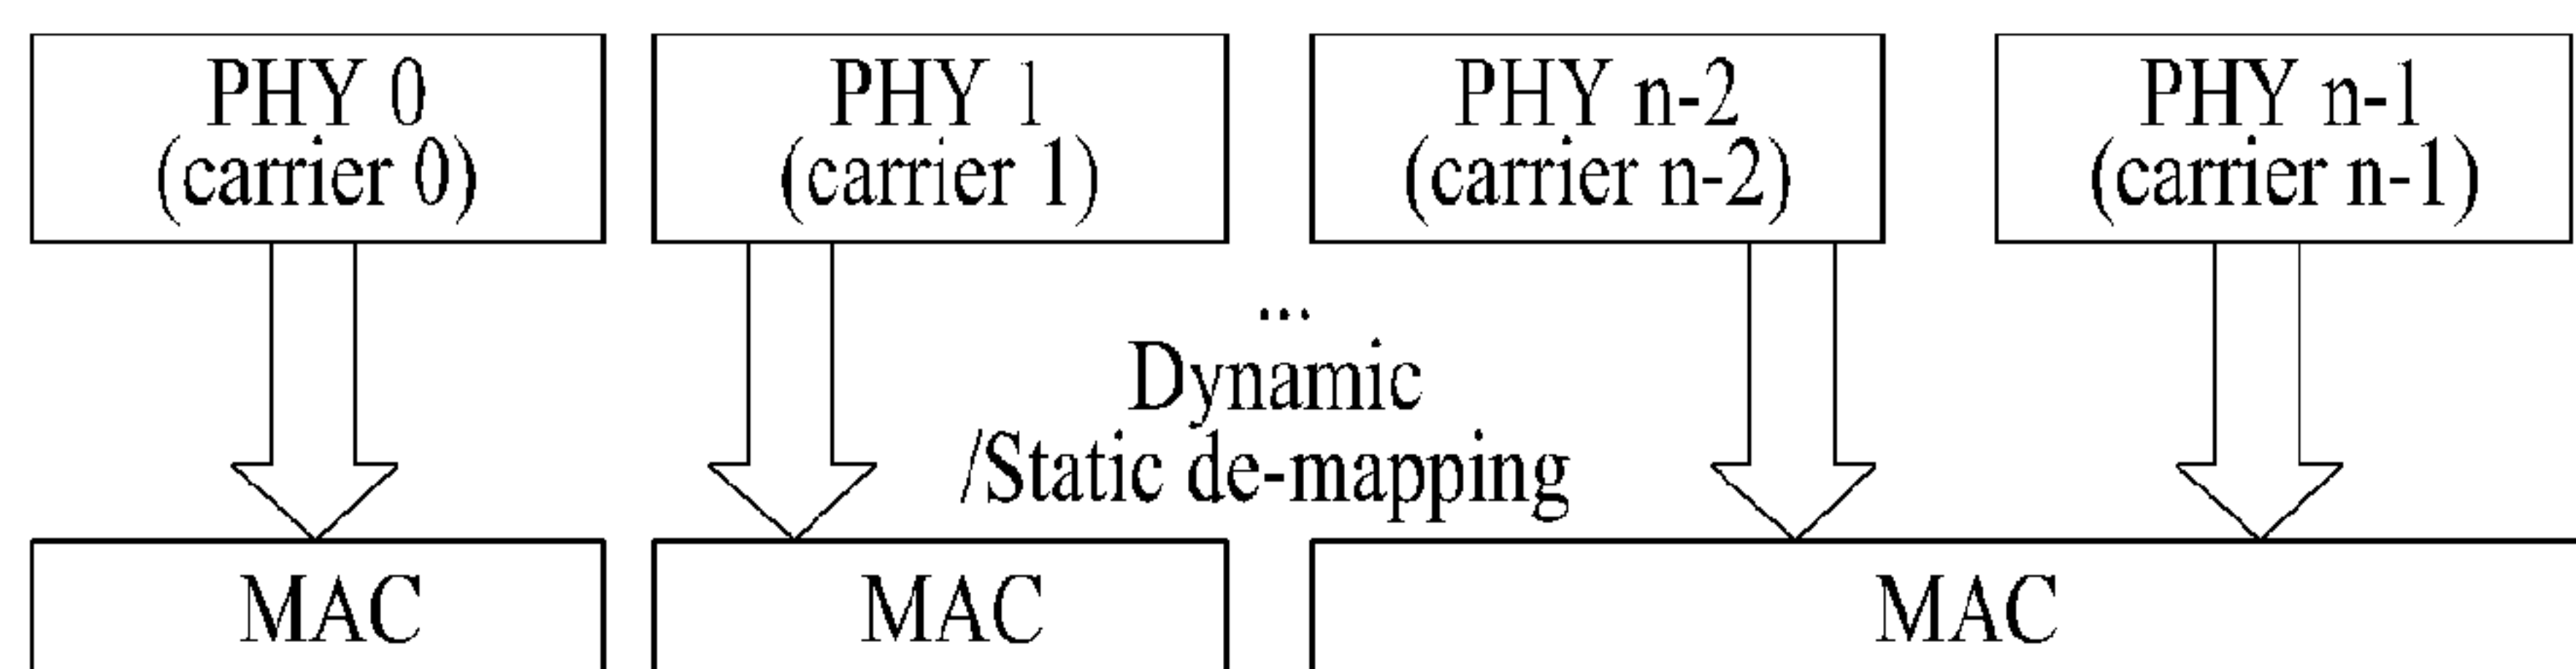 PHY 0
(carrier 0)
PHY 1
(carrier 1)
PHY n-2
(carrier n-2)
PHY n-1
(carrier n-1)
...
Dynamic
/Static de-mapping
MAC
MAC
MAC